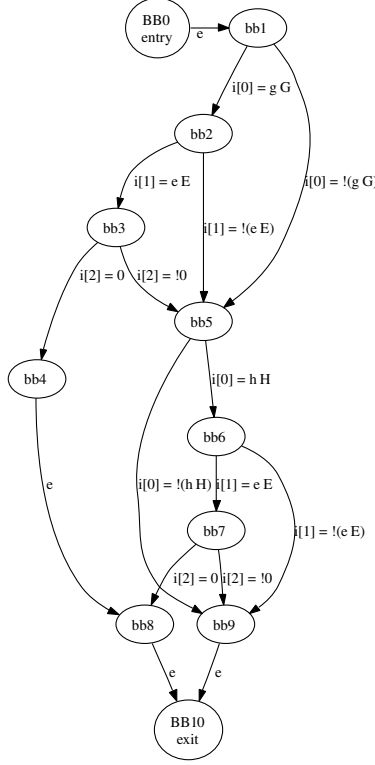 BB0
entry
e
bb1
i[0] = g G
bb2
i[1] = e E
i[1] = !(e E)
i[0] = !(g G)
bb3
i[2] = 0
i[2] = !0
bb5
bb4
i[0] = h H
bb6
e
i[0] = !(h H)
i[1] = e E
i[1] = !(e E)
bb7
i[2] = 0
i[2] = !0
bb8
bb9
e
e
BB10
exit